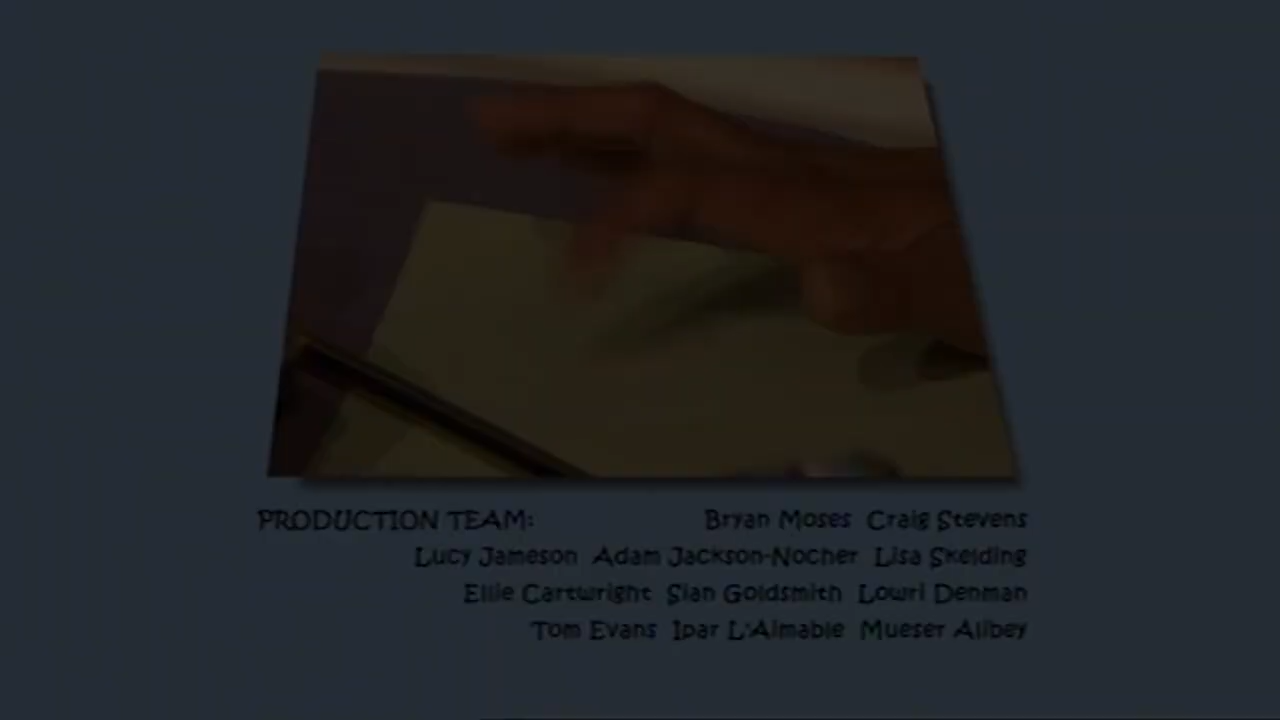 PRODUCTION TEAM: Bryan Moses Craig Stevens
Lucy Jameson Adam Jackson-Nocher Lisa Skelding
Ellie Cartwright Sian Goldsmith Lowri Denman
Tom Evans Ipar L'Aimable Mueser Alibey